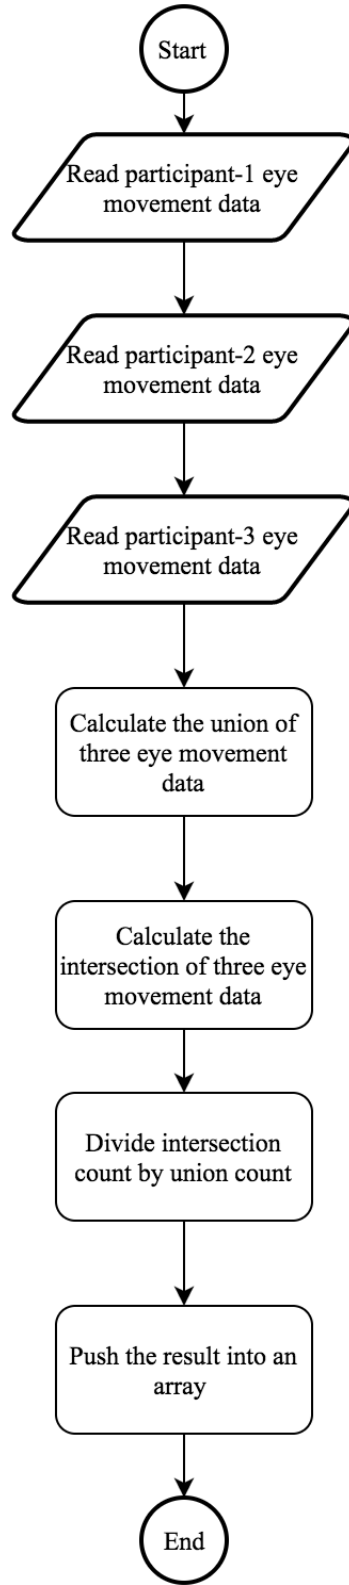 Start
Read participant-1 eye
movement data
Read participant-2 eye
movement data
Read participant-3 eye
movement data
Calculate the union of
three eye movement
data
Calculate the
intersection of three eye
movement data
Divide intersection
count by union count
Push the result into an
array
End